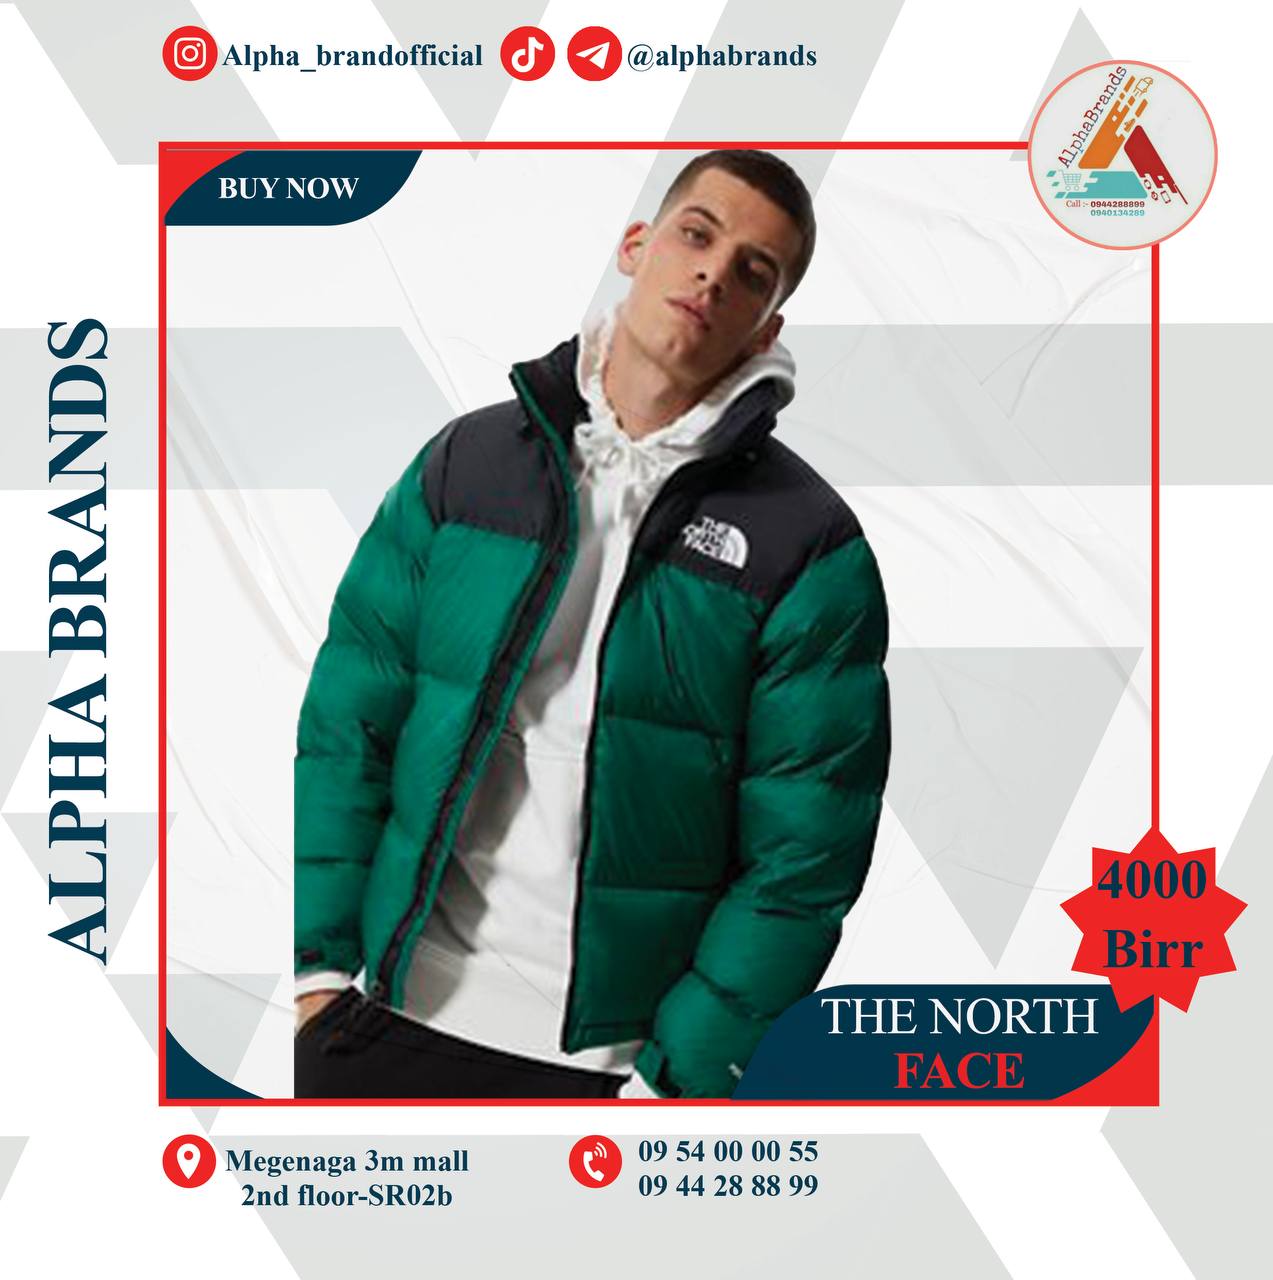 Alpha_brandofficial
@alphabrands
AlphaBrands
Call :- 0944288899
0940134289
BUY NOW
ALPHA BRANDS
THE
NORTH
FACE
4000
Birr
THE NORTH
FACE
Megenaga 3m mall
2nd floor-SR02b
09 54 00 00 55
09 44 28 88 99